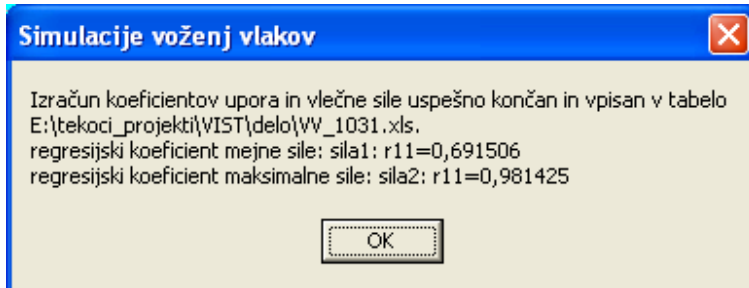 Simulacije voženj vlakov
Izračun koeficientov upora in vlečne sile uspešno končan in vpisan v tabelo
E:\tekoci_projekti\VIST\delo\VV_1031.xls.
regresijski koeficient mejne sile: sila1: r11=0,691506
regresijski koeficient maksimalne sile: sila2: r11=0,981425
OK